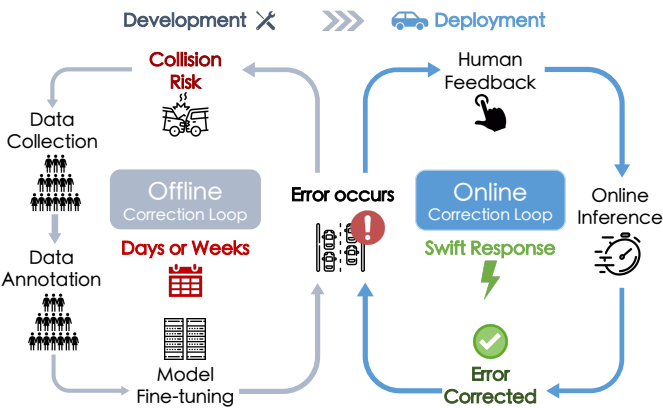 Development
Deployment
Collision
Risk
Data
Collection
Offline
Correction Loop
Days or Weeks
Data
Annotation
Model
Fine-tuning
Error occurs
Human
Feedback
Online
Correction Loop
Swift Response
Online
Inference
Error
Corrected